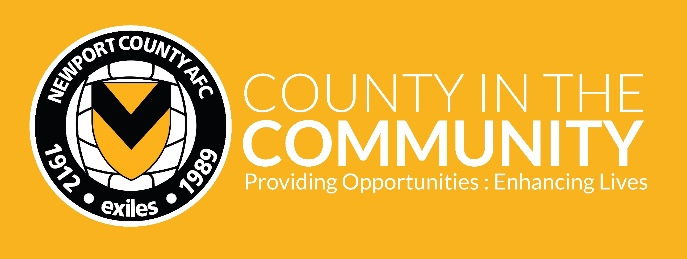 NEWPORT COUNTY AFC
1912 • exiles • 1989
COUNTY IN THE
COMMUNITY
Providing Opportunities : Enhancing Lives